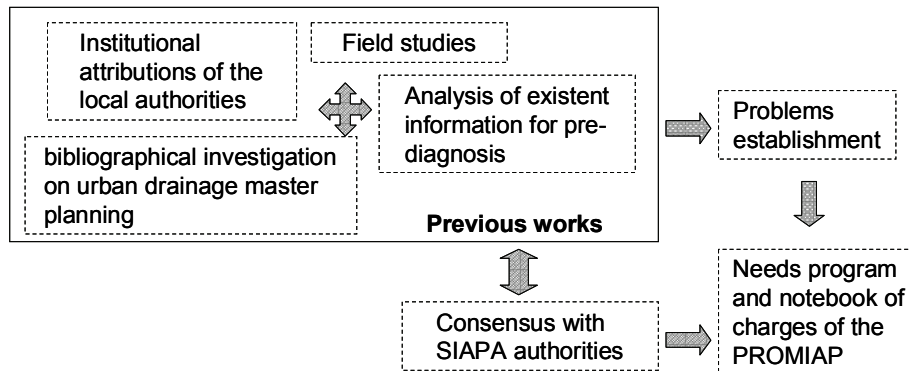 Institutional
attributions of the
local authorities
Field studies
Analysis of existent
information for pre-
diagnosis
bibliographical investigation
on urban drainage master
planning
Previous works
Problems
establishment
Consensus with
SIAPA authorities
Needs program
and notebook of
charges of the
PROMIAP